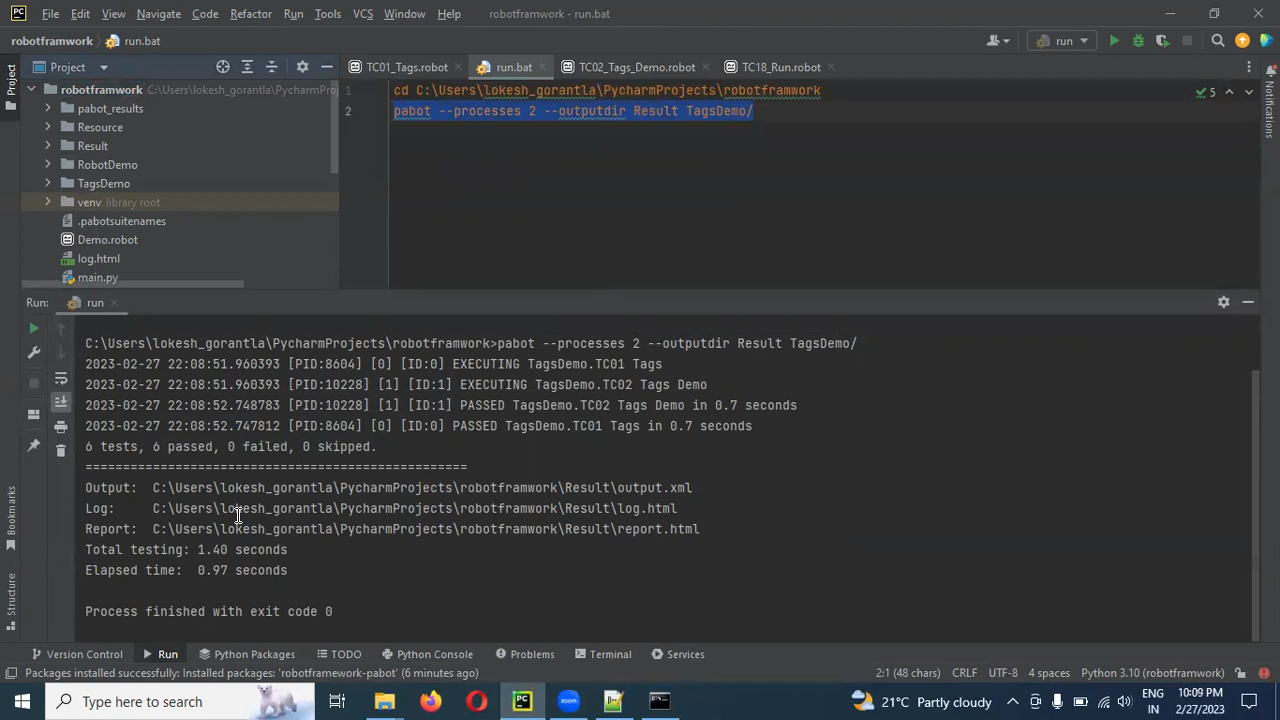 PC File Edit View Navigate Code Refactor Run Tools VCS Window Help robotframwork - run.bat
robotframwork run.bat run
Project TC01_Tags.robot run.bat TC02_Tags_Demo.robot TC18_Run.robot
Project
robotframwork C:\Users\lokesh_gorantla\PycharmProj
pabot_results
Resource
Result
RobotDemo
TagsDemo
venv library root
.pabotsuitenames
Demo.robot
log.html
main.py
1 cd C:\Users\lokesh_gorantla\PycharmProjects\robotframwork
5
2 pabot --processes 2 --outputdir Result TagsDemo/
Notifications
Run: run
C:\Users\lokesh_gorantla\PycharmProjects\robotframwork>pabot --processes 2 --outputdir Result TagsDemo/
2023-02-27 22:08:51.960393 [PID:8604] [0] [ID:0] EXECUTING TagsDemo.TC01 Tags
2023-02-27 22:08:51.960393 [PID:10228] [1] [ID:1] EXECUTING TagsDemo.TC02 Tags Demo
2023-02-27 22:08:52.748783 [PID:10228] [1] [ID:1] PASSED TagsDemo.TC02 Tags Demo in 0.7 seconds
2023-02-27 22:08:52.747812 [PID:8604] [0] [ID:0] PASSED TagsDemo.TC01 Tags in 0.7 seconds
6 tests, 6 passed, 0 failed, 0 skipped.
===================================================
Output: C:\Users\lokesh_gorantla\PycharmProjects\robotframwork\Result\output.xml
Log: C:\Users\lokesh_gorantla\PycharmProjects\robotframwork\Result\log.html
Report: C:\Users\lokesh_gorantla\PycharmProjects\robotframwork\Result\report.html
Total testing: 1.40 seconds
Elapsed time: 0.97 seconds
Process finished with exit code 0
Bookmarks
Structure
Version Control Run Python Packages TODO Python Console Problems Terminal Services
Packages installed successfully: Installed packages: 'robotframework-pabot' (6 minutes ago) 2:1 (48 chars) CRLF UTF-8 4 spaces Python 3.10 (robotframwork)
Type here to search PC zoom 21°C Partly cloudy ENG 10:09 PM
IN 2/27/2023